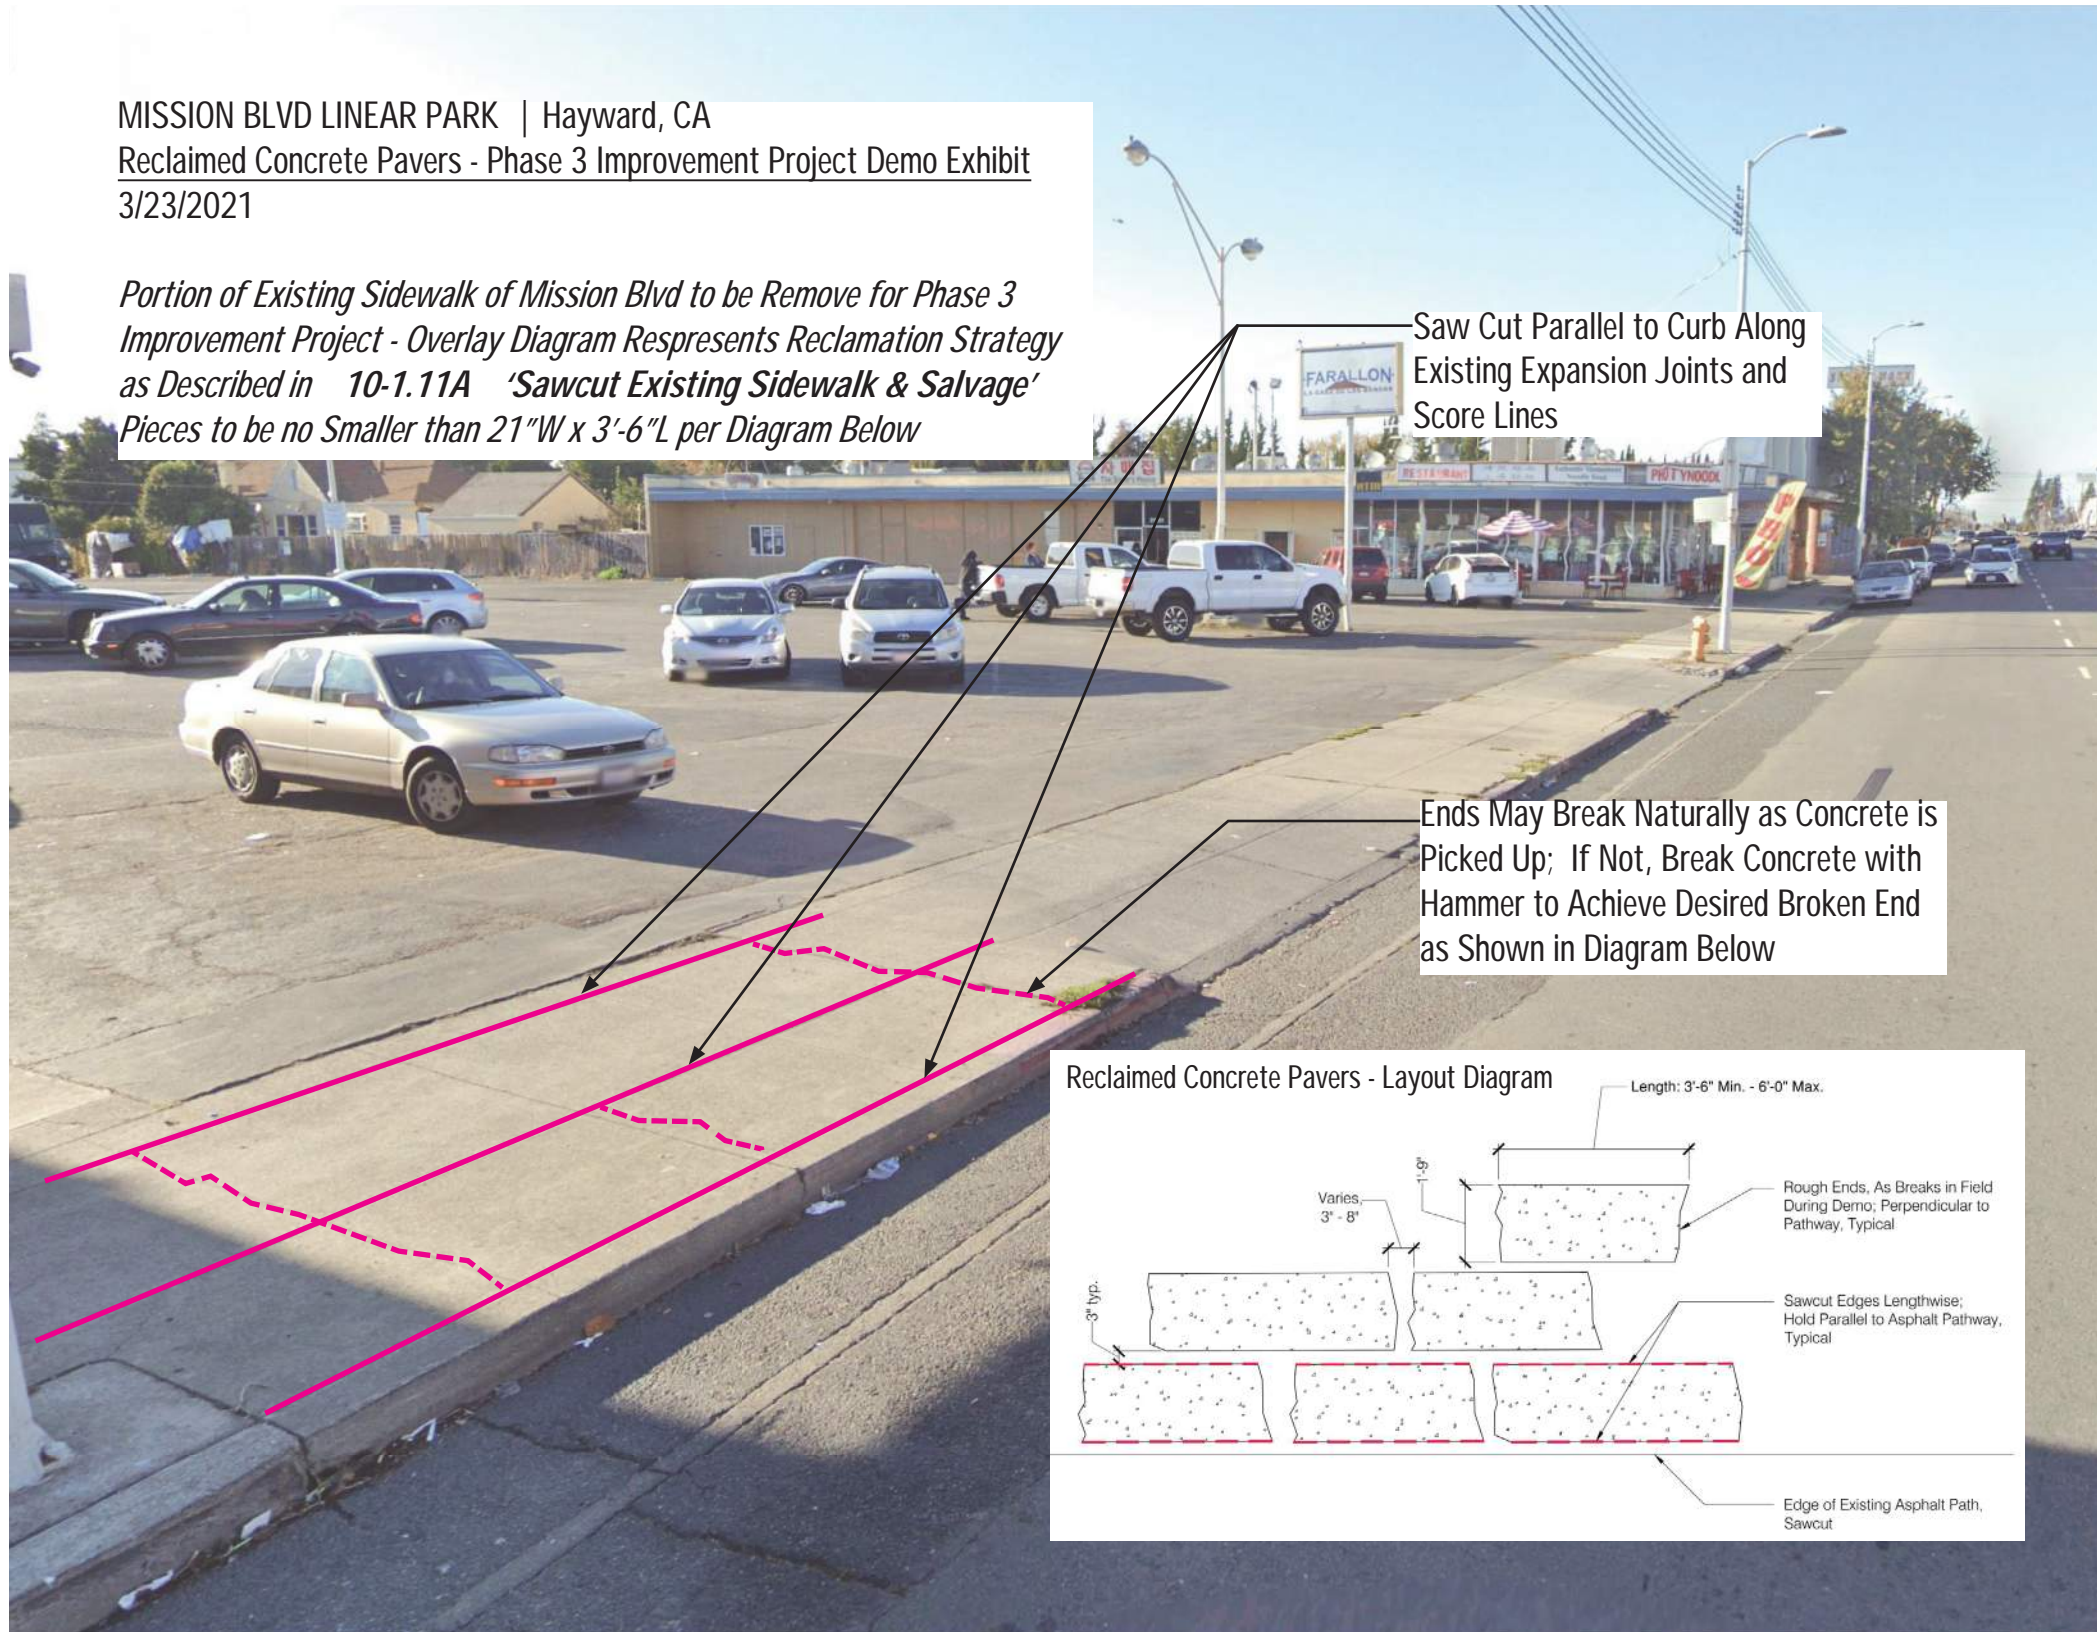 MISSION BLVD LINEAR PARK | Hayward, CA
Reclaimed Concrete Pavers - Phase 3 Improvement Project Demo Exhibit
3/23/2021
Portion of Existing Sidewalk of Mission Blvd to be Remove for Phase 3
Improvement Project - Overlay Diagram Respresents Reclamation Strategy
as Described in 10-1.11A ‘Sawcut Existing Sidewalk & Salvage’
Pieces to be no Smaller than 21"W x 3'-6"L per Diagram Below
Saw Cut Parallel to Curb Along
Existing Expansion Joints and
Score Lines
FARALLON
RESTAURANT
PHO
Ends May Break Naturally as Concrete is
Picked Up; If Not, Break Concrete with
Hammer to Achieve Desired Broken End
as Shown in Diagram Below
Reclaimed Concrete Pavers - Layout Diagram
Length: 3'-6" Min. - 6'-0" Max.
1'-9"
Varies,
3" - 8"
Rough Ends, As Breaks in Field
During Demo; Perpendicular to
Pathway, Typical
3" typ.
Sawcut Edges Lengthwise;
Hold Parallel to Asphalt Pathway,
Typical
Edge of Existing Asphalt Path,
Sawcut